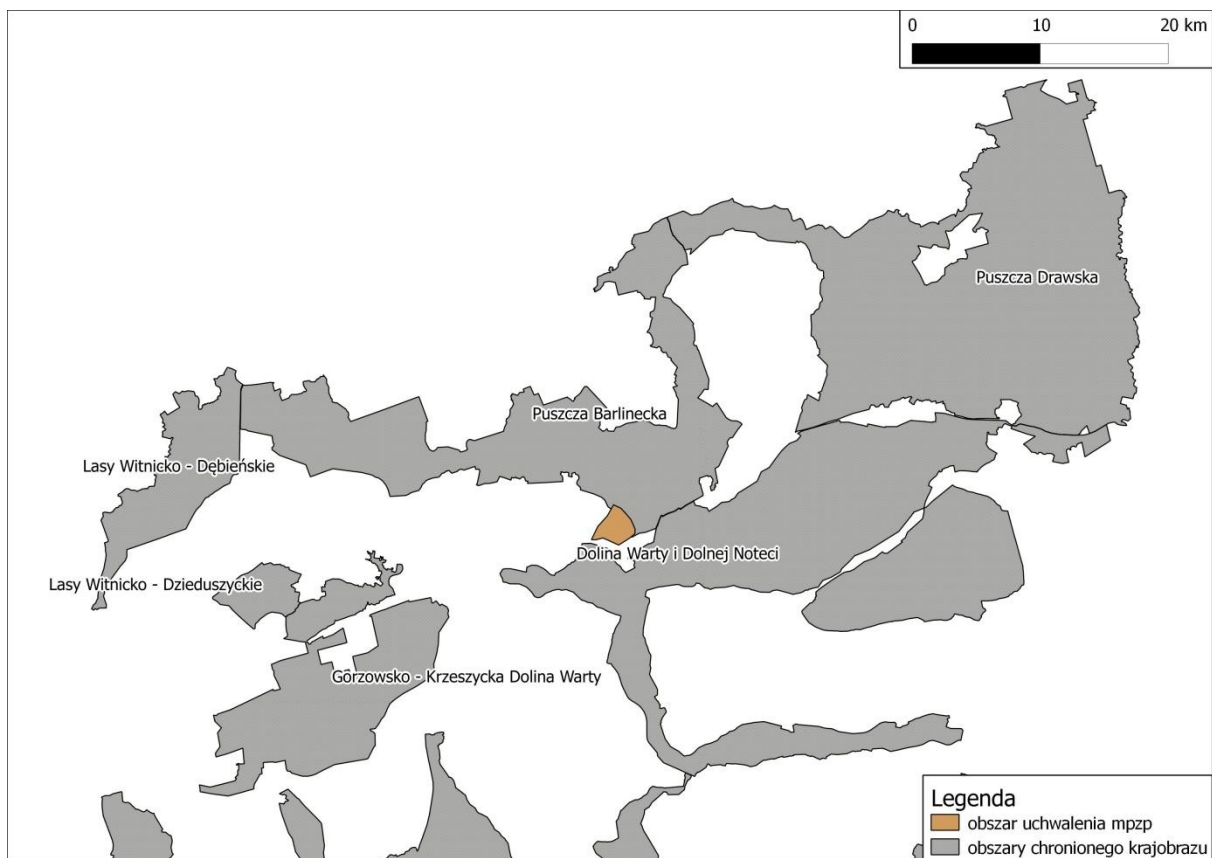 0 10 20 km
Puszcza Drawska
Puszcza Barlinecka
Lasy Witnicko - Dębieńskie
Dolina Warty i Dolnej Noteci
Lasy Witnicko - Dzieduszyckie
Gorzowsko - Krzeszycka Dolina Warty
Legenda
obszar uchwalenia mpzp
obszary chronionego krajobrazu